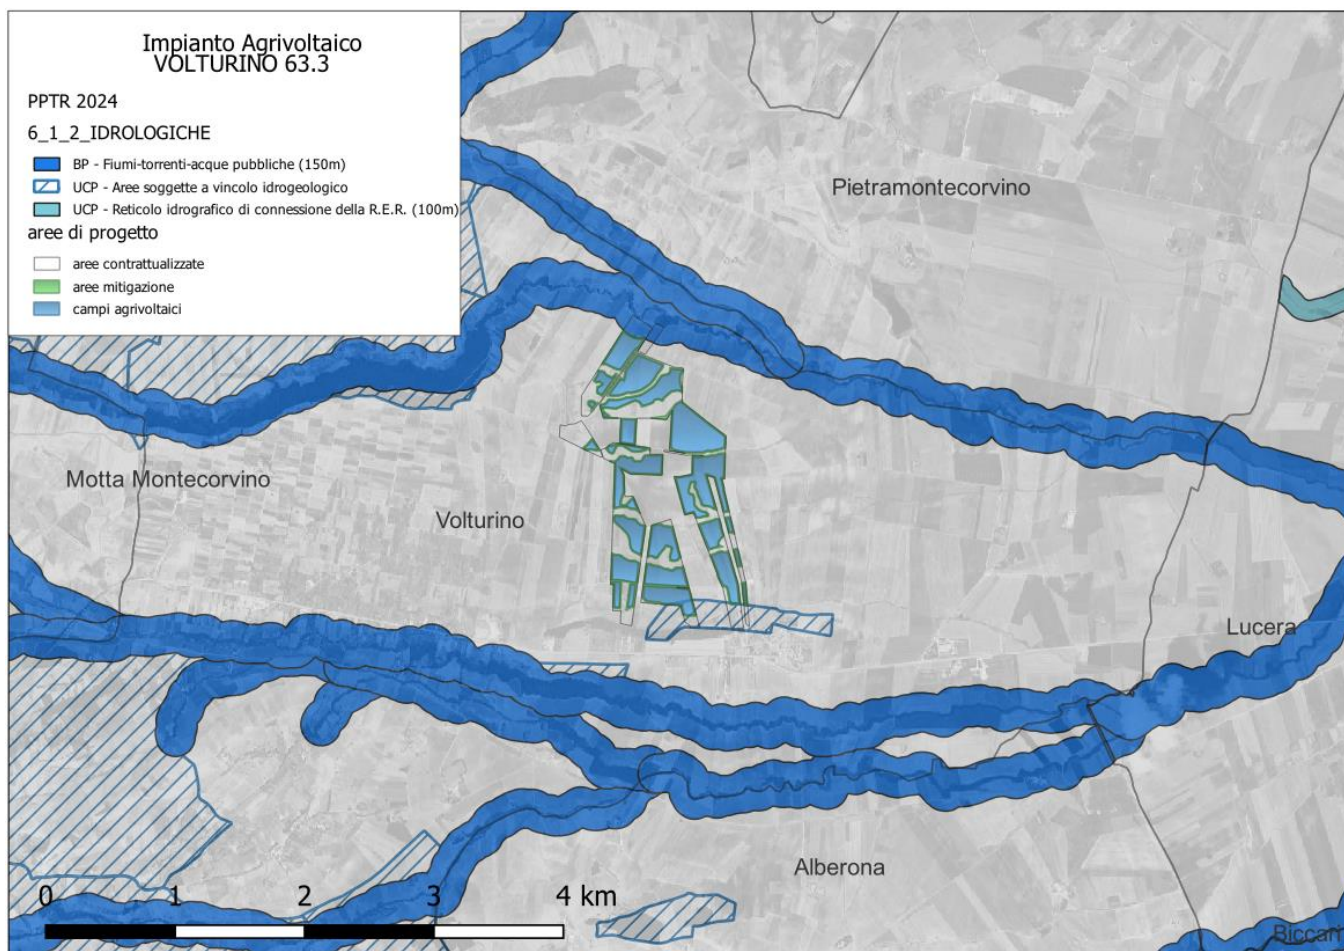 Impianto Agrivoltaico
VOLTURINO 63.3
PPTR 2024
6_1_2_IDROLOGICHE
BP - Fiumi-torrenti-acque pubbliche (150m)
UCP - Aree soggette a vincolo idrogeologico
UCP - Reticolo idrografico di connessione della R.E.R. (100m)
aree di progetto
aree contrattualizzate
aree mitigazione
campi agrivoltaici
Pietramontecorvino
Motta Montecorvino
Volturino
Lucera
Alberona
0 1 2 3 4 km